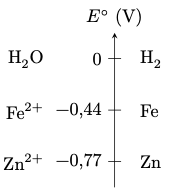 E° (V)
H₂O 0 H₂
Fe²⁺ −0,44 Fe
Zn²⁺ −0,77 Zn